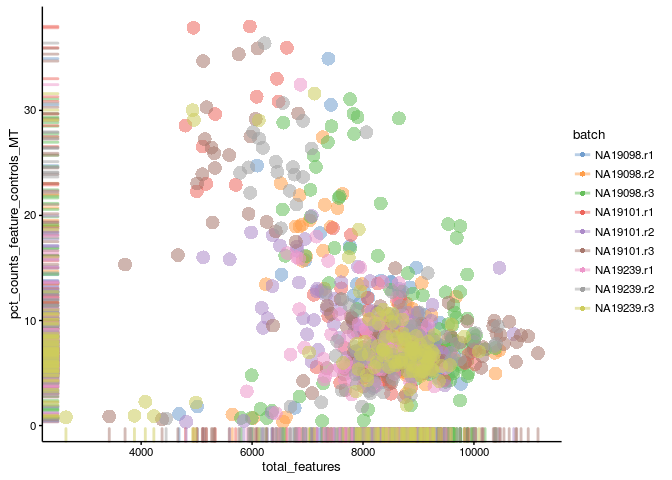 pct_counts_feature_controls_MT
30
20
10
0
4000
6000
8000
10000
total_features
batch
NA19098.r1
NA19098.r2
NA19098.r3
NA19101.r1
NA19101.r2
NA19101.r3
NA19239.r1
NA19239.r2
NA19239.r3